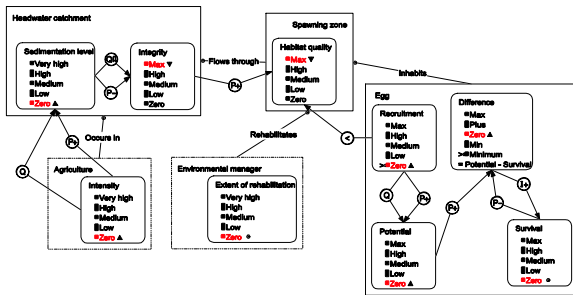 Headwater catchment
Sedimentation level
Very high
High
Medium
Low
Zero
Integrity
Max
High
Medium
Low
Zero
P-
P+
Flows through
Spawning zone
Habitat quality
Max
High
Medium
Low
Zero
Inhabits
Occurs in
Q
P+
Agriculture
Intensity
Very high
High
Medium
Low
Zero
Rehabilitates
Environmental manager
Extent of rehabilitation
Very high
High
Medium
Low
Zero
<
Egg
Recruitment
Max
High
Medium
Low
Zero
Difference
Max
Plus
Zero
Min
Minimum
Potential - Survival
Q
P+
Potential
Max
High
Medium
Low
Zero
P+
P-
I+
Survival
Max
High
Medium
Low
Zero